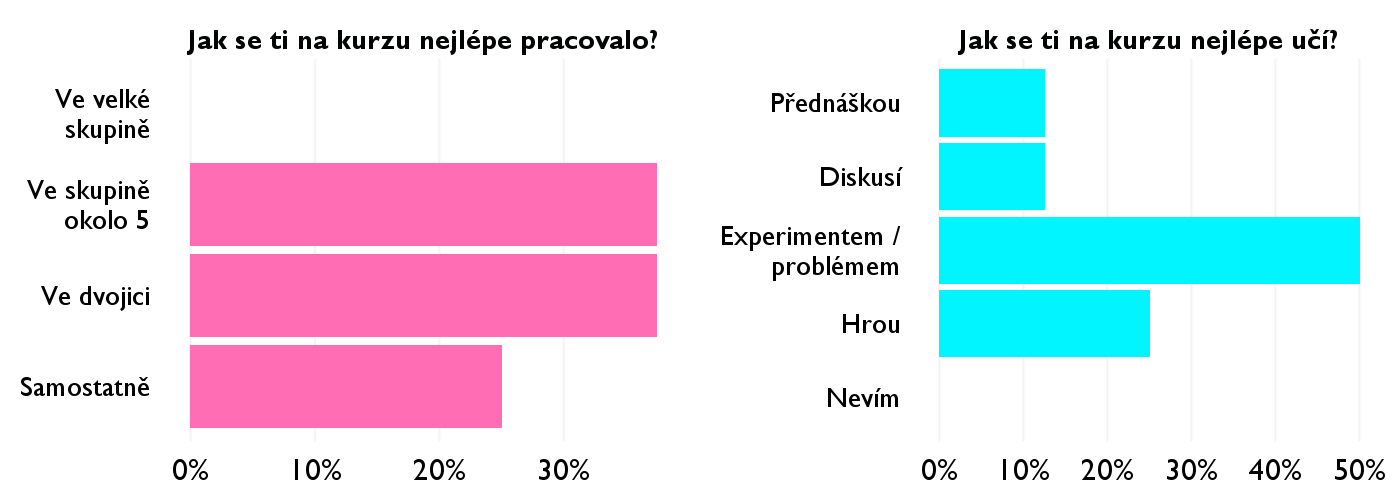 Jak se ti na kurzu nejlépe pracovalo?
Ve velké
skupině
Ve skupině
okolo 5
Ve dvojici
Samostatně
0% 10% 20% 30%
Jak se ti na kurzu nejlépe učí?
Přednáškou
Diskusí
Experimentem /
problémem
Hrou
Nevím
0% 10% 20% 30% 40% 50%